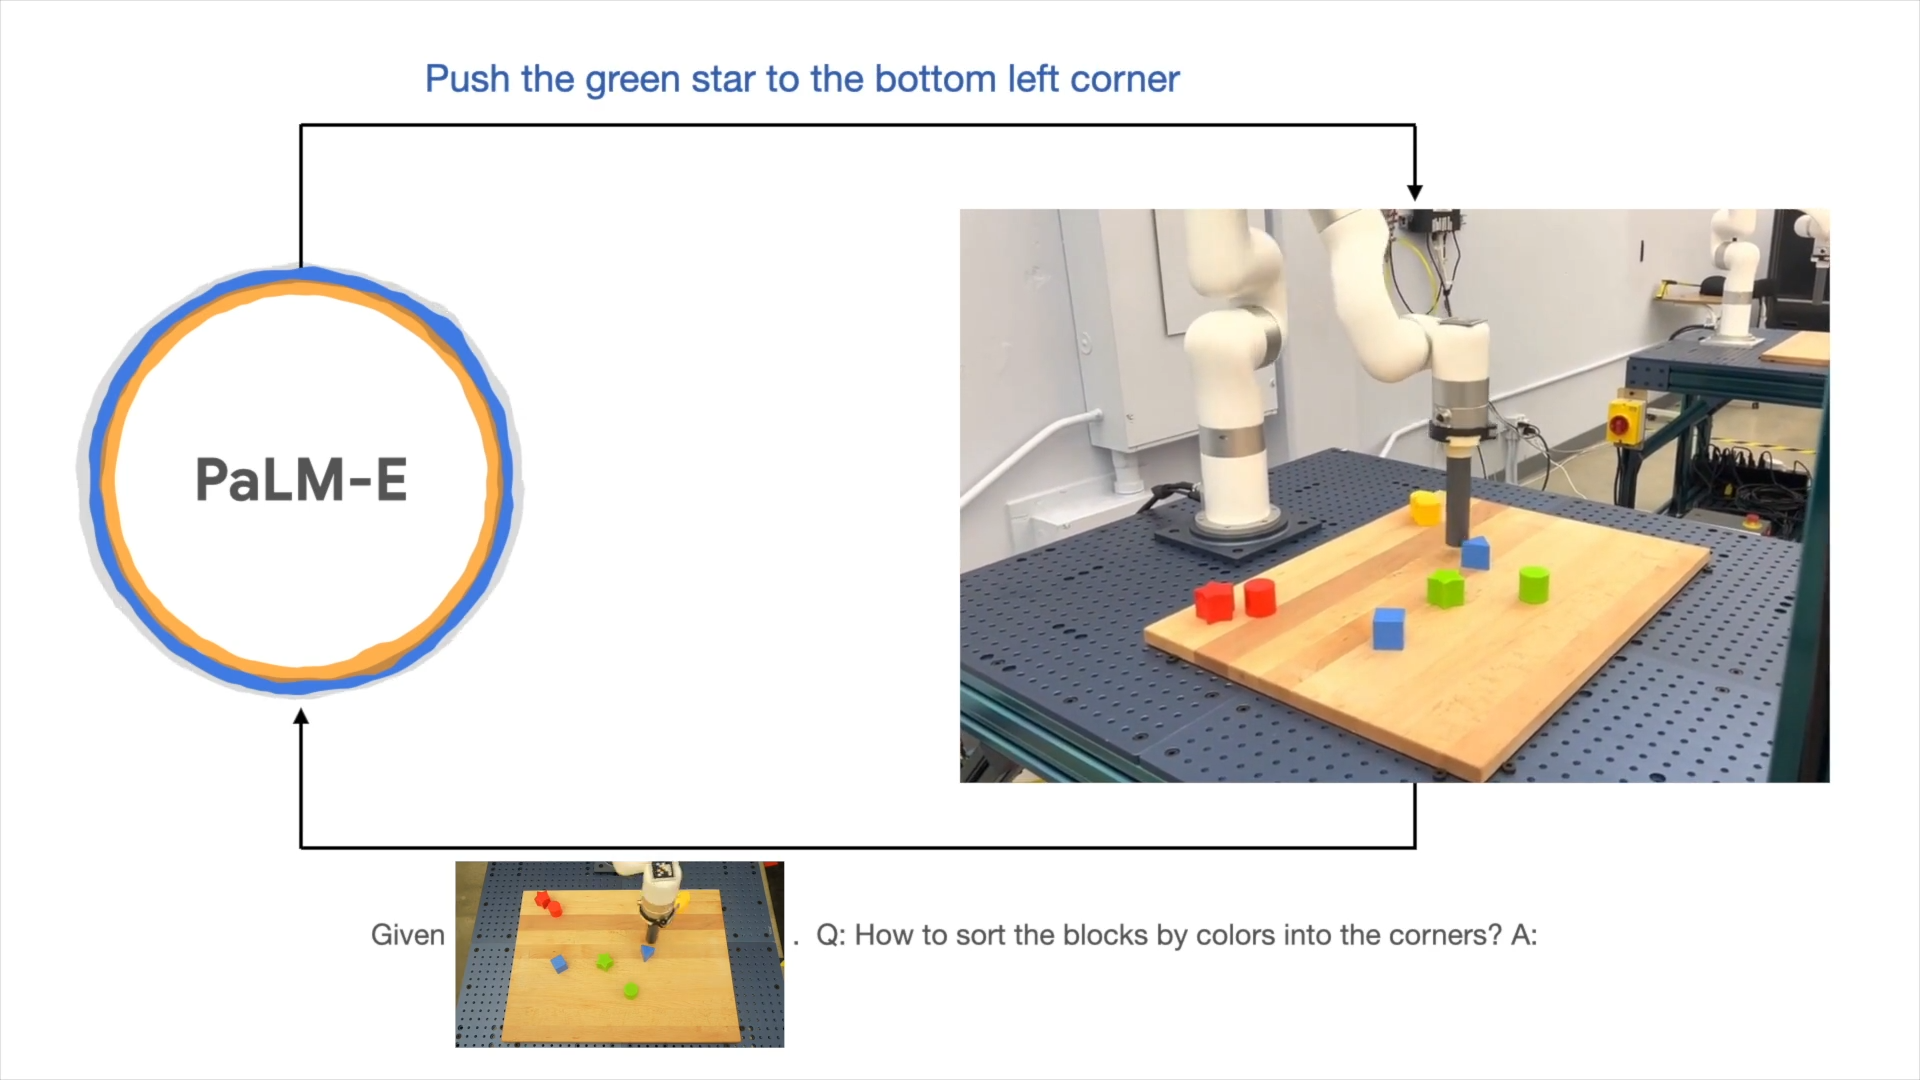 Push the green star to the bottom left corner
PaLM-E
Given . Q: How to sort the blocks by colors into the corners? A: